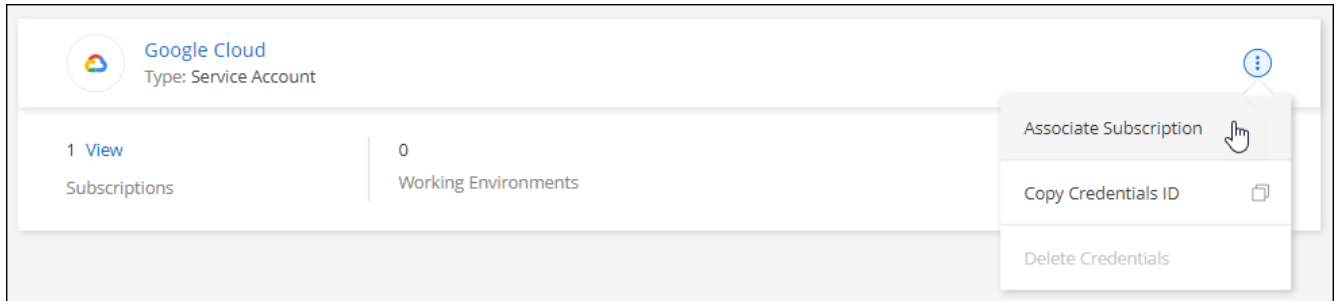 Google Cloud
Type: Service Account
1 View
Subscriptions
0
Working Environments
Associate Subscription
Copy Credentials ID
Delete Credentials